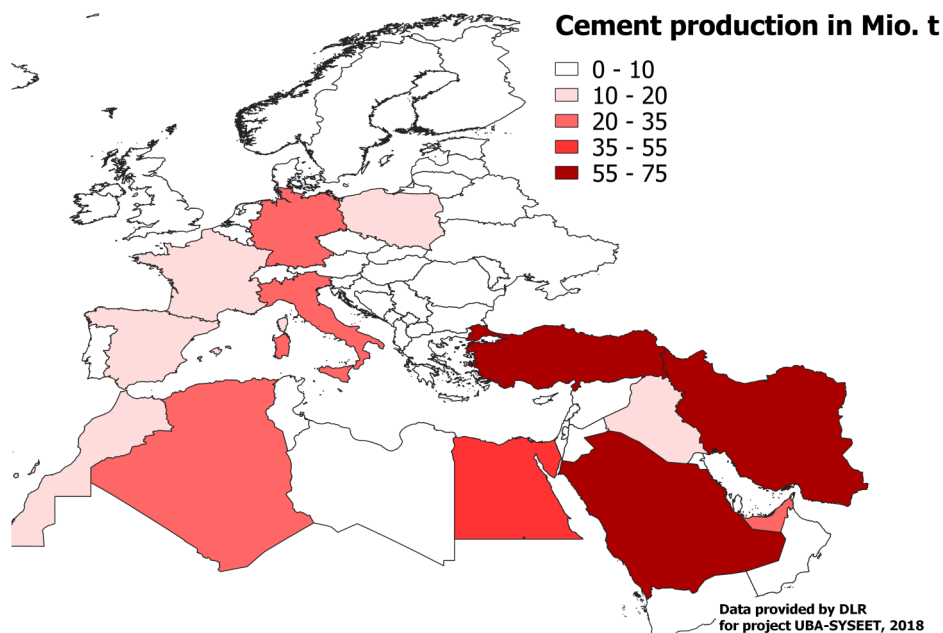 Cement production in Mio. t
0 - 10
10 - 20
20 - 35
35 - 55
55 - 75
Data provided by DLR
for project UBA-SYSEET, 2018